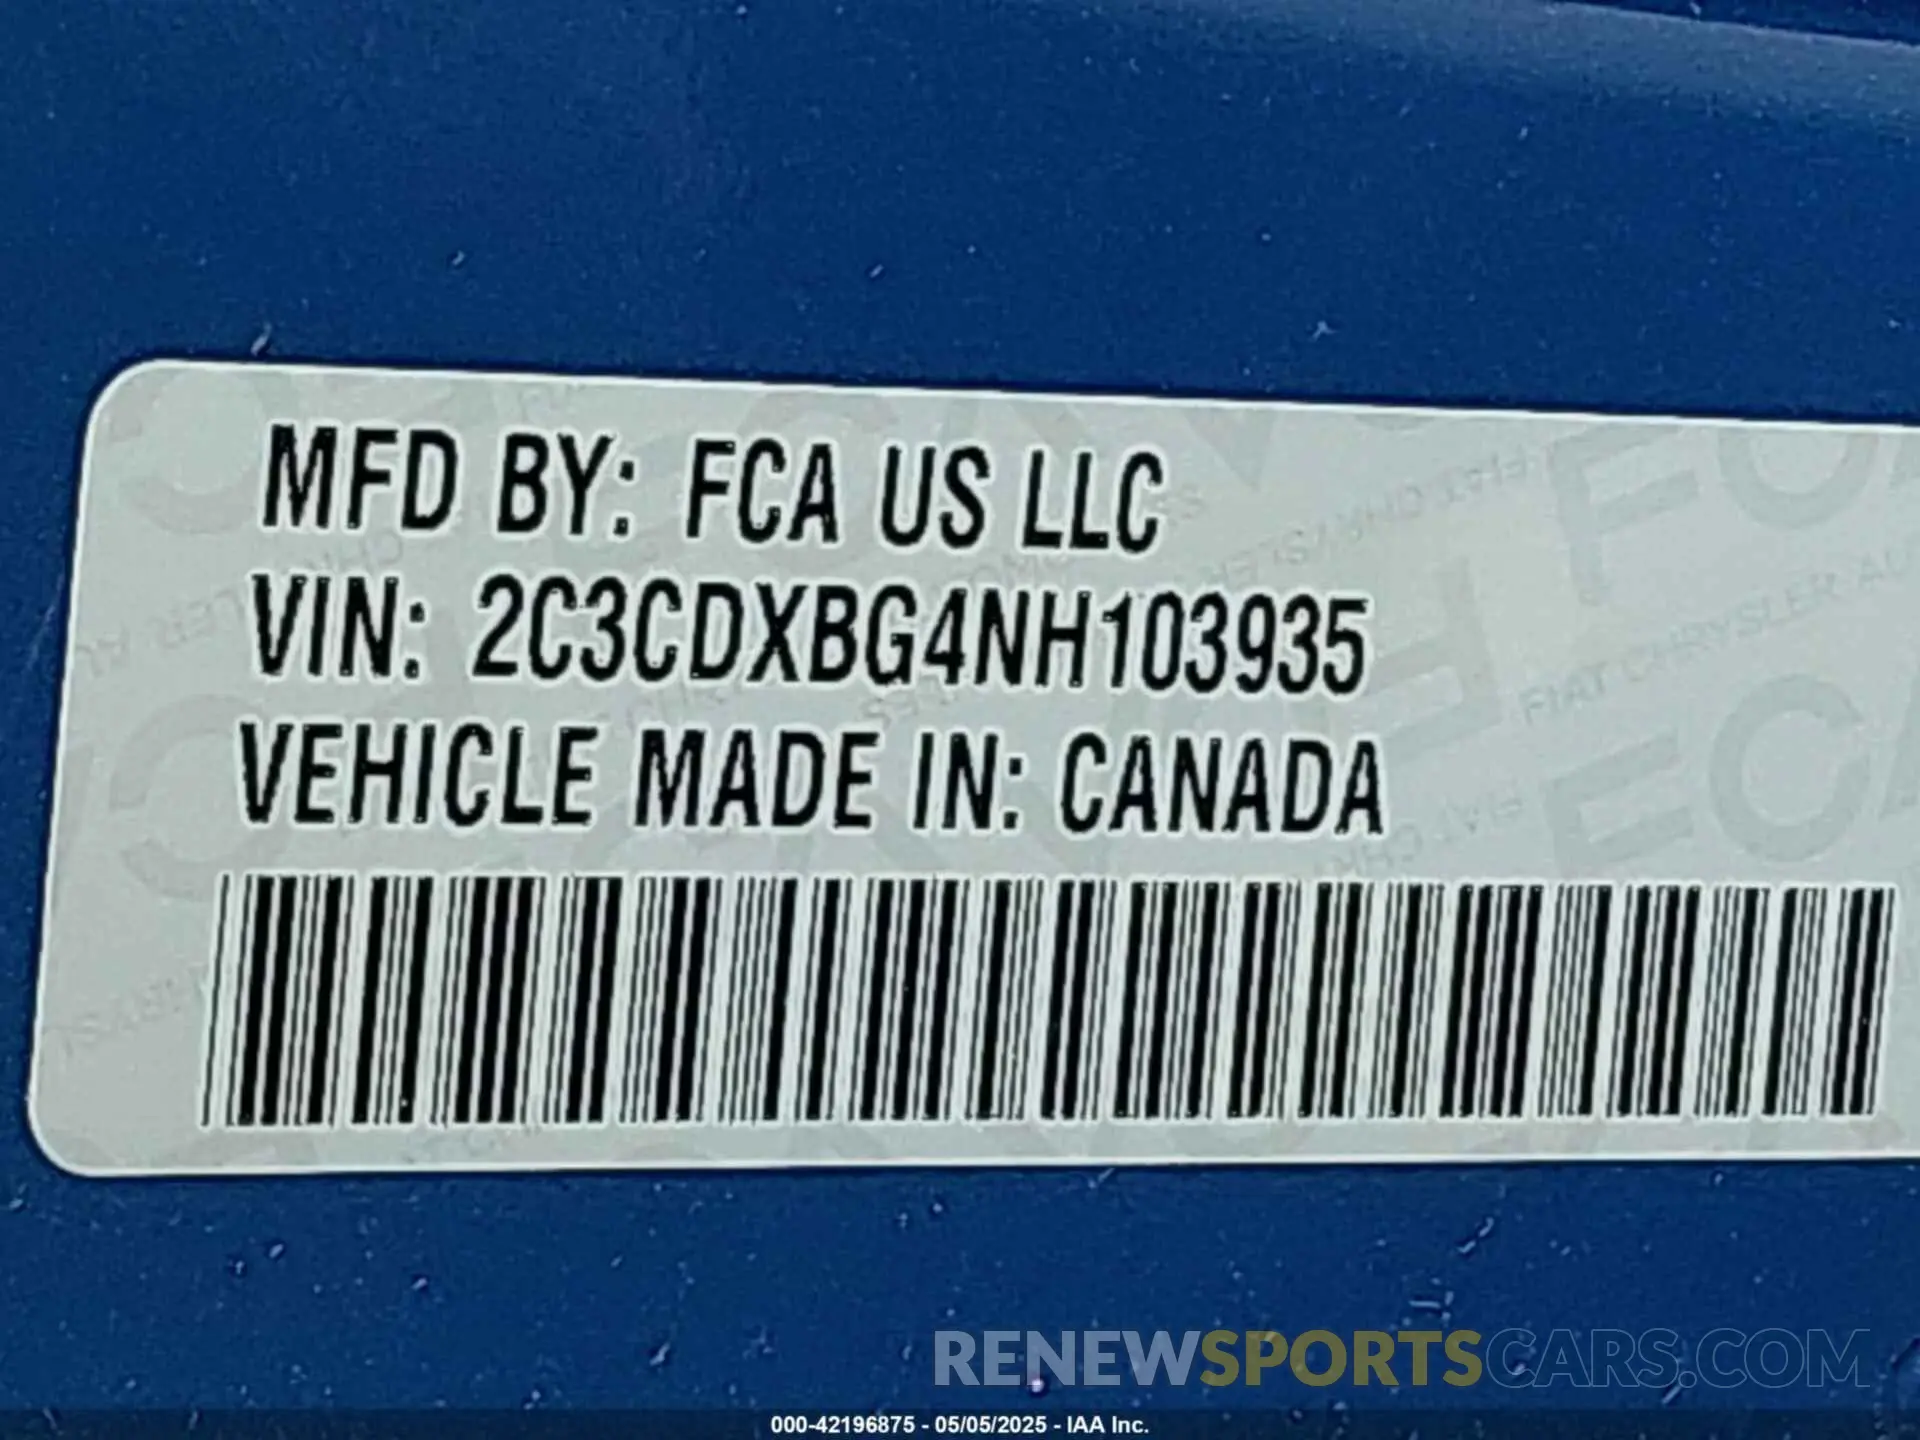 MFD BY: FCA US LLC
VIN: 2C3CDXBG4NH103935
VEHICLE MADE IN: CANADA
RENEWSPORTSCARS.COM
000-42196875 - 05/05/2025 - IAA Inc.